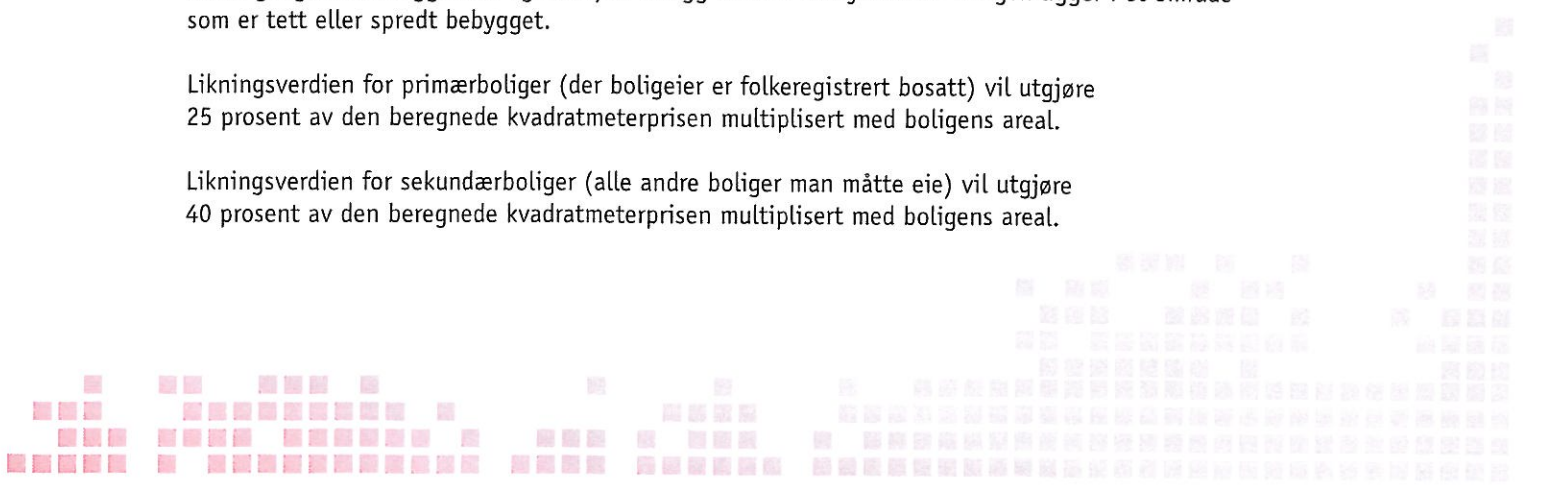 som er tett eller spredt bebygget.
Likningsverdien for primærboliger (der boligeier er folkeregistrert bosatt) vil utgjøre
25 prosent av den beregnede kvadratmeterprisen multiplisert med boligens areal.
Likningsverdien for sekundærboliger (alle andre boliger man måtte eie) vil utgjøre
40 prosent av den beregnede kvadratmeterprisen multiplisert med boligens areal.